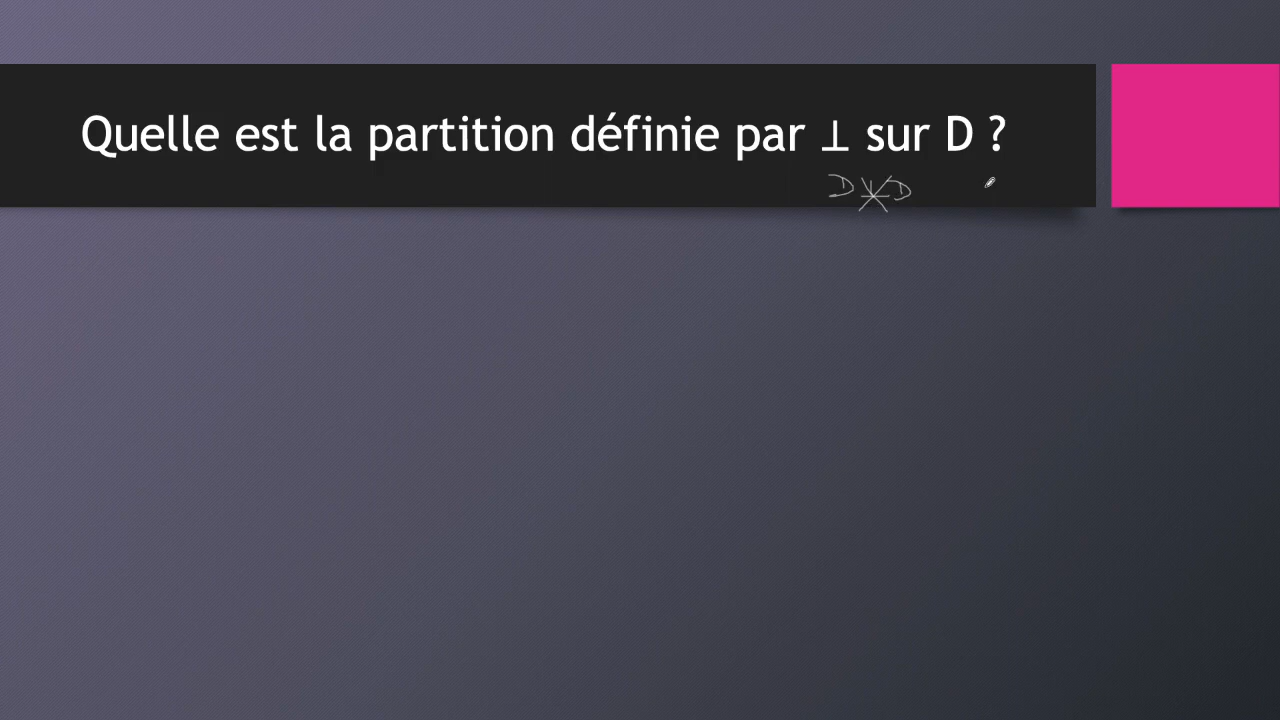 Quelle est la partition définie par ⊥ sur D ?
D * D